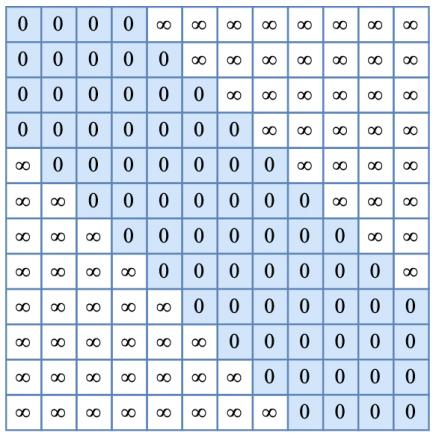 0 0 0 0 ∞ ∞ ∞ ∞ ∞ ∞ ∞ ∞
0 0 0 0 0 ∞ ∞ ∞ ∞ ∞ ∞ ∞
0 0 0 0 0 0 ∞ ∞ ∞ ∞ ∞ ∞
0 0 0 0 0 0 0 ∞ ∞ ∞ ∞ ∞
∞ 0 0 0 0 0 0 0 ∞ ∞ ∞ ∞
∞ ∞ 0 0 0 0 0 0 0 ∞ ∞ ∞
∞ ∞ ∞ 0 0 0 0 0 0 0 ∞ ∞
∞ ∞ ∞ ∞ 0 0 0 0 0 0 0 ∞
∞ ∞ ∞ ∞ ∞ 0 0 0 0 0 0 0
∞ ∞ ∞ ∞ ∞ ∞ 0 0 0 0 0 0
∞ ∞ ∞ ∞ ∞ ∞ ∞ 0 0 0 0 0
∞ ∞ ∞ ∞ ∞ ∞ ∞ ∞ 0 0 0 0